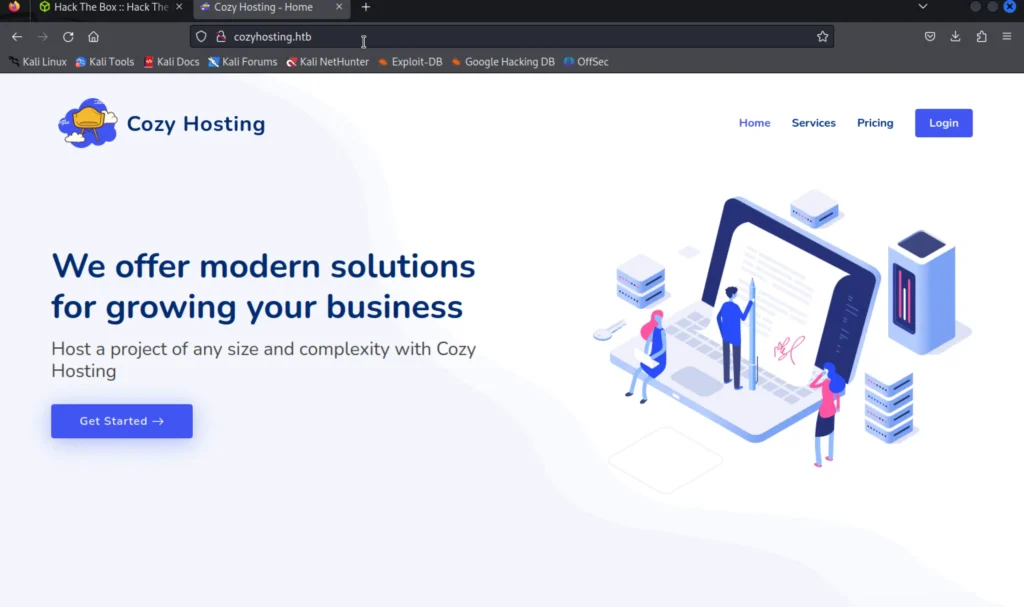 Hack The Box :: Hack The
Cozy Hosting - Home
cozyhosting.htb
Kali Linux
Kali Tools
Kali Docs
Kali Forums
Kali NetHunter
Exploit-DB
Google Hacking DB
OffSec
Cozy Hosting
Home
Services
Pricing
Login
We offer modern solutions
for growing your business
Host a project of any size and complexity with Cozy
Hosting
Get Started →